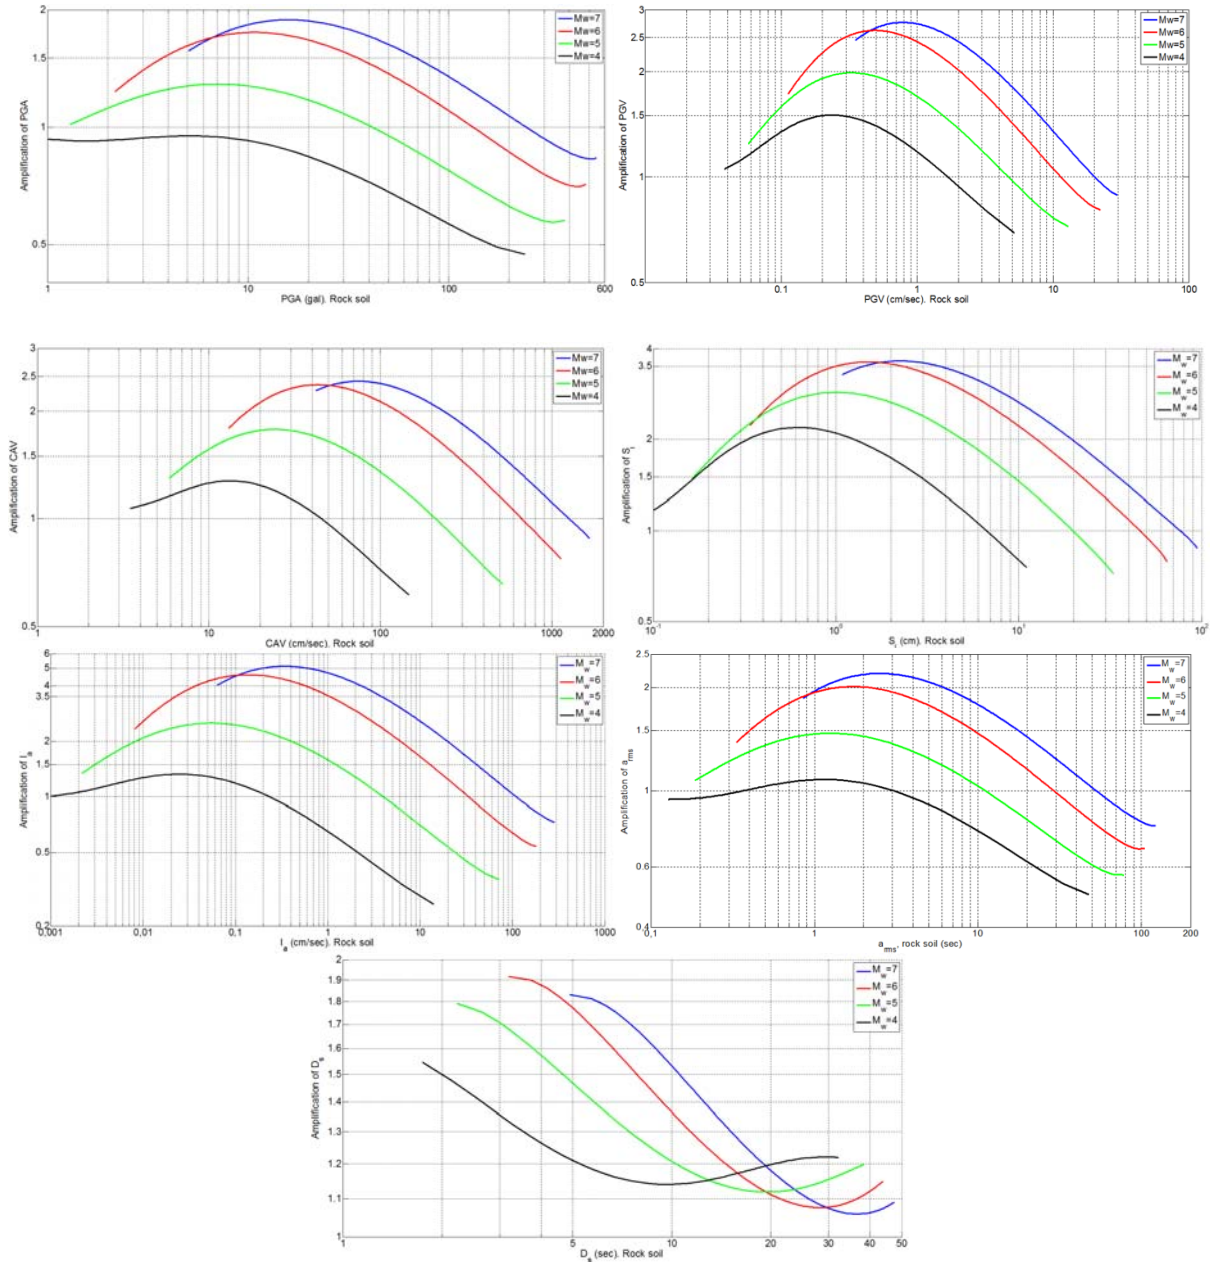 Amplification of PGA
2
1.5
1
0.5
1
10
100
600
PGA (gal). Rock soil
Mw=7
Mw=6
Mw=5
Mw=4
Amplification of PGV
3
2.5
2
1.5
1
0.5
0.1
1
10
100
PGV (cm/sec). Rock soil
Mw=7
Mw=6
Mw=5
Mw=4
Amplification of CAV
3
2.5
2
1.5
1
0.5
1
10
100
1000
2000
CAV (cm/sec). Rock soil
Mw=7
Mw=6
Mw=5
Mw=4
Amplification of Si
4
3.5
2
1.5
1
0.5
10-1
100
101
102
Si (cm). Rock soil
Mw=7
Mw=6
Mw=5
Mw=4
Amplification of Ia
6
5
4
3.5
2
1.5
1
0.5
0.2
0,001
0,01
0,1
1
10
100
1000
Ia (cm/sec). Rock soil
Mw=7
Mw=6
Mw=5
Mw=4
Amplification of arms
2.5
2
1.5
1
0.6
0.4
0,1
1
10
100
200
arms, rock soil (sec)
Mw=7
Mw=6
Mw=5
Mw=4
Amplification of Ds
2
1.9
1.8
1.7
1.6
1.5
1.4
1.3
1.2
1.1
1
1
5
10
20
30
40
50
Ds (sec). Rock soil
Mw=7
Mw=6
Mw=5
Mw=4